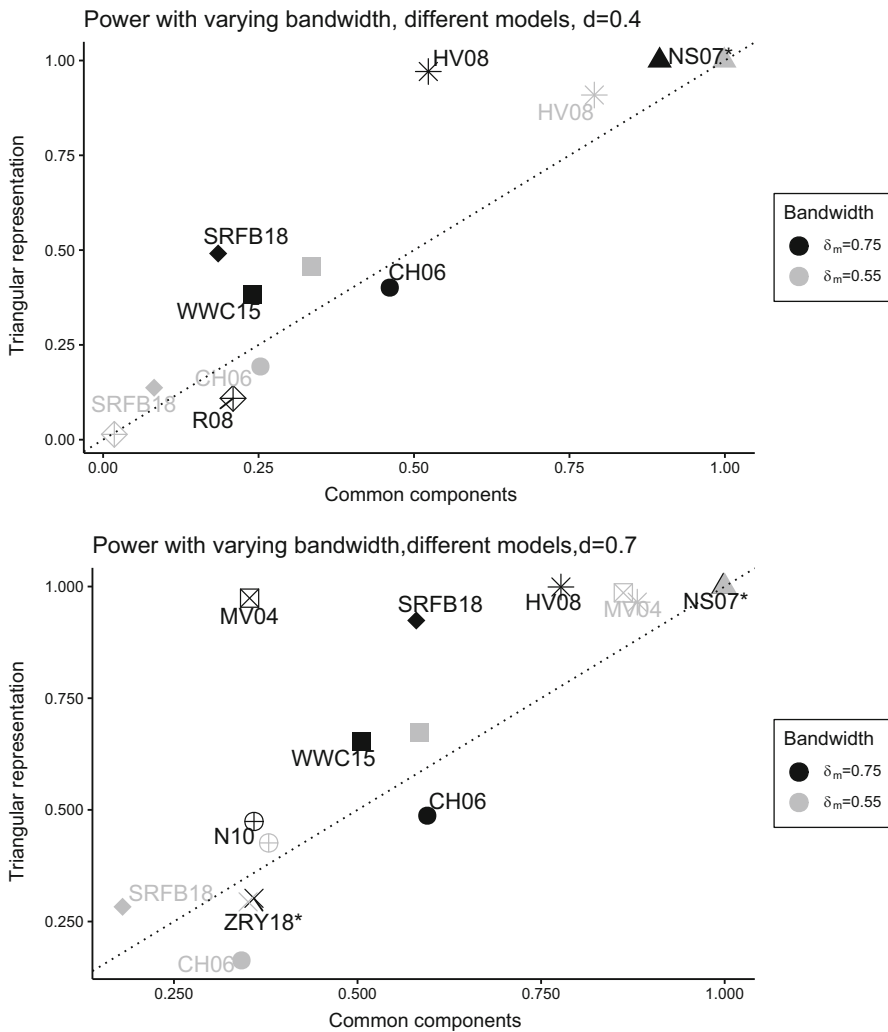 Power with varying bandwidth, different models, d=0.4
1.00
0.75
0.50
0.25
0.00
Triangular representation
HV08
NS07*
HV08
SRFB18
CH06
WWC15
CH06
SRFB18
R08
0.00 0.25 0.50 0.75 1.00
Common components
Bandwidth
δm=0.75
δm=0.55
Power with varying bandwidth,different models,d=0.7
1.000
0.750
0.500
0.250
Triangular representation
MV04
SRFB18
HV08
MV04
NS07*
WWC15
CH06
N10
SRFB18
ZRY18*
CH06
0.250 0.500 0.750 1.000
Common components
Bandwidth
δm=0.75
δm=0.55